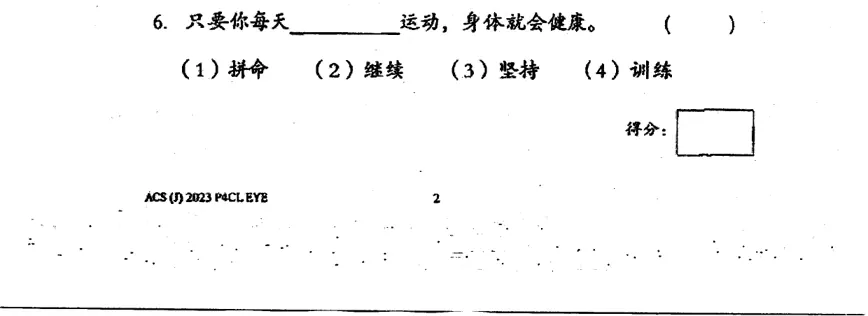 6. 只要你每天__________运动，身体就会健康。 (   )
（1）拼命 （2）继续 （3）坚持 （4）训练
得分：
ACS (J) 2023 P4CL EYE 2